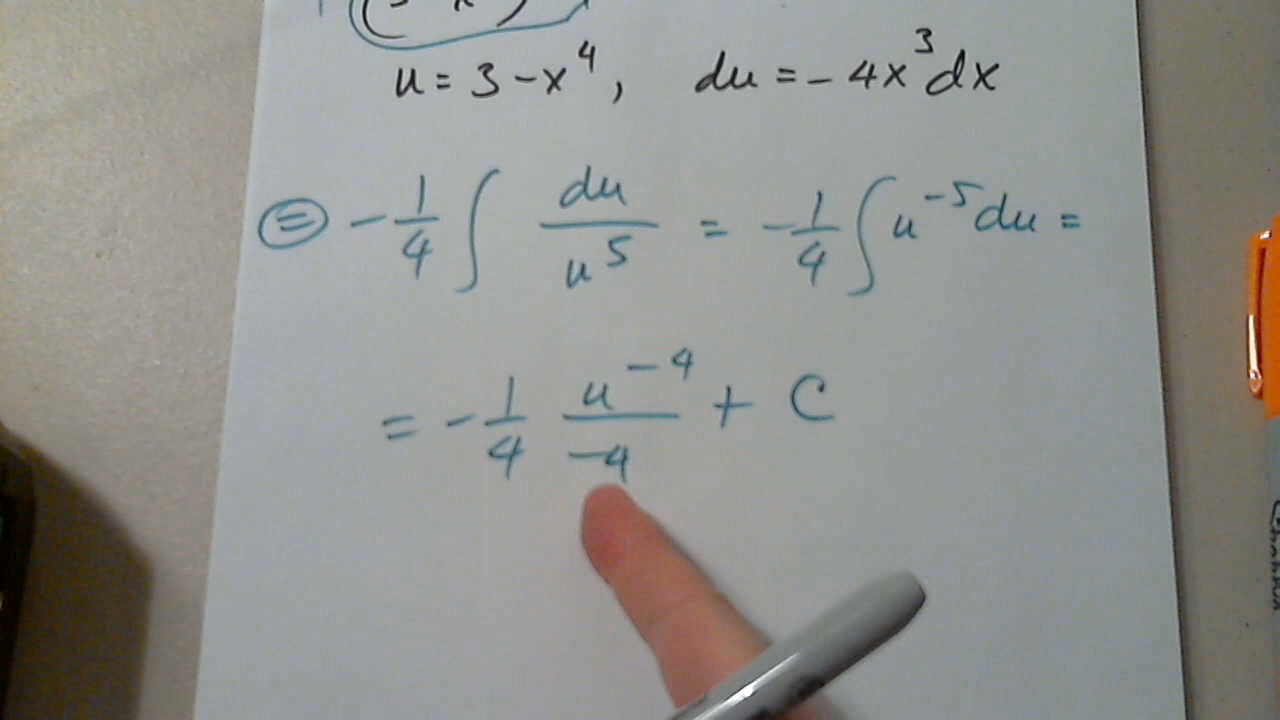 u = 3 - x^4, du = -4x^3 dx
= -1/4 ∫ du/u^5 = -1/4 ∫ u^-5 du =
= -1/4 u^-4/-4 + C